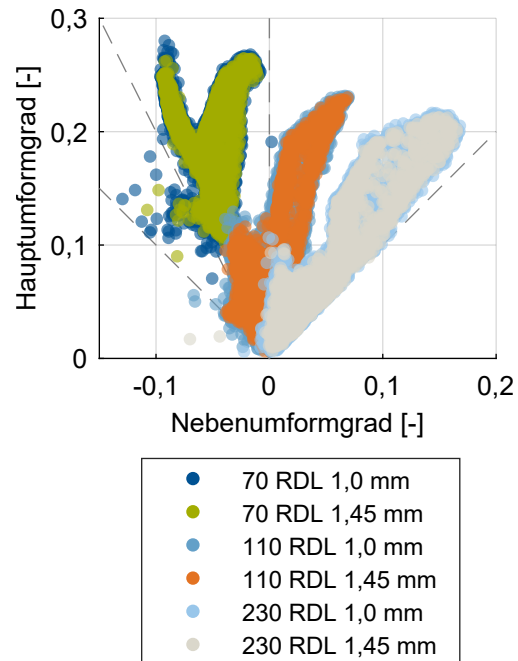 0,3
0,2
0,1
0
Hauptumformgrad [-]
-0,1 0 0,1 0,2
Nebenumformgrad [-]
70 RDL 1,0 mm
70 RDL 1,45 mm
110 RDL 1,0 mm
110 RDL 1,45 mm
230 RDL 1,0 mm
230 RDL 1,45 mm